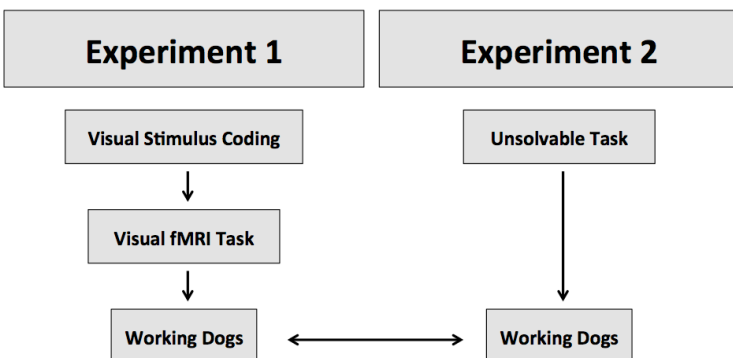 Experiment 1
Experiment 2
Visual Stimulus Coding
Unsolvable Task
Visual fMRI Task
Working Dogs
Working Dogs